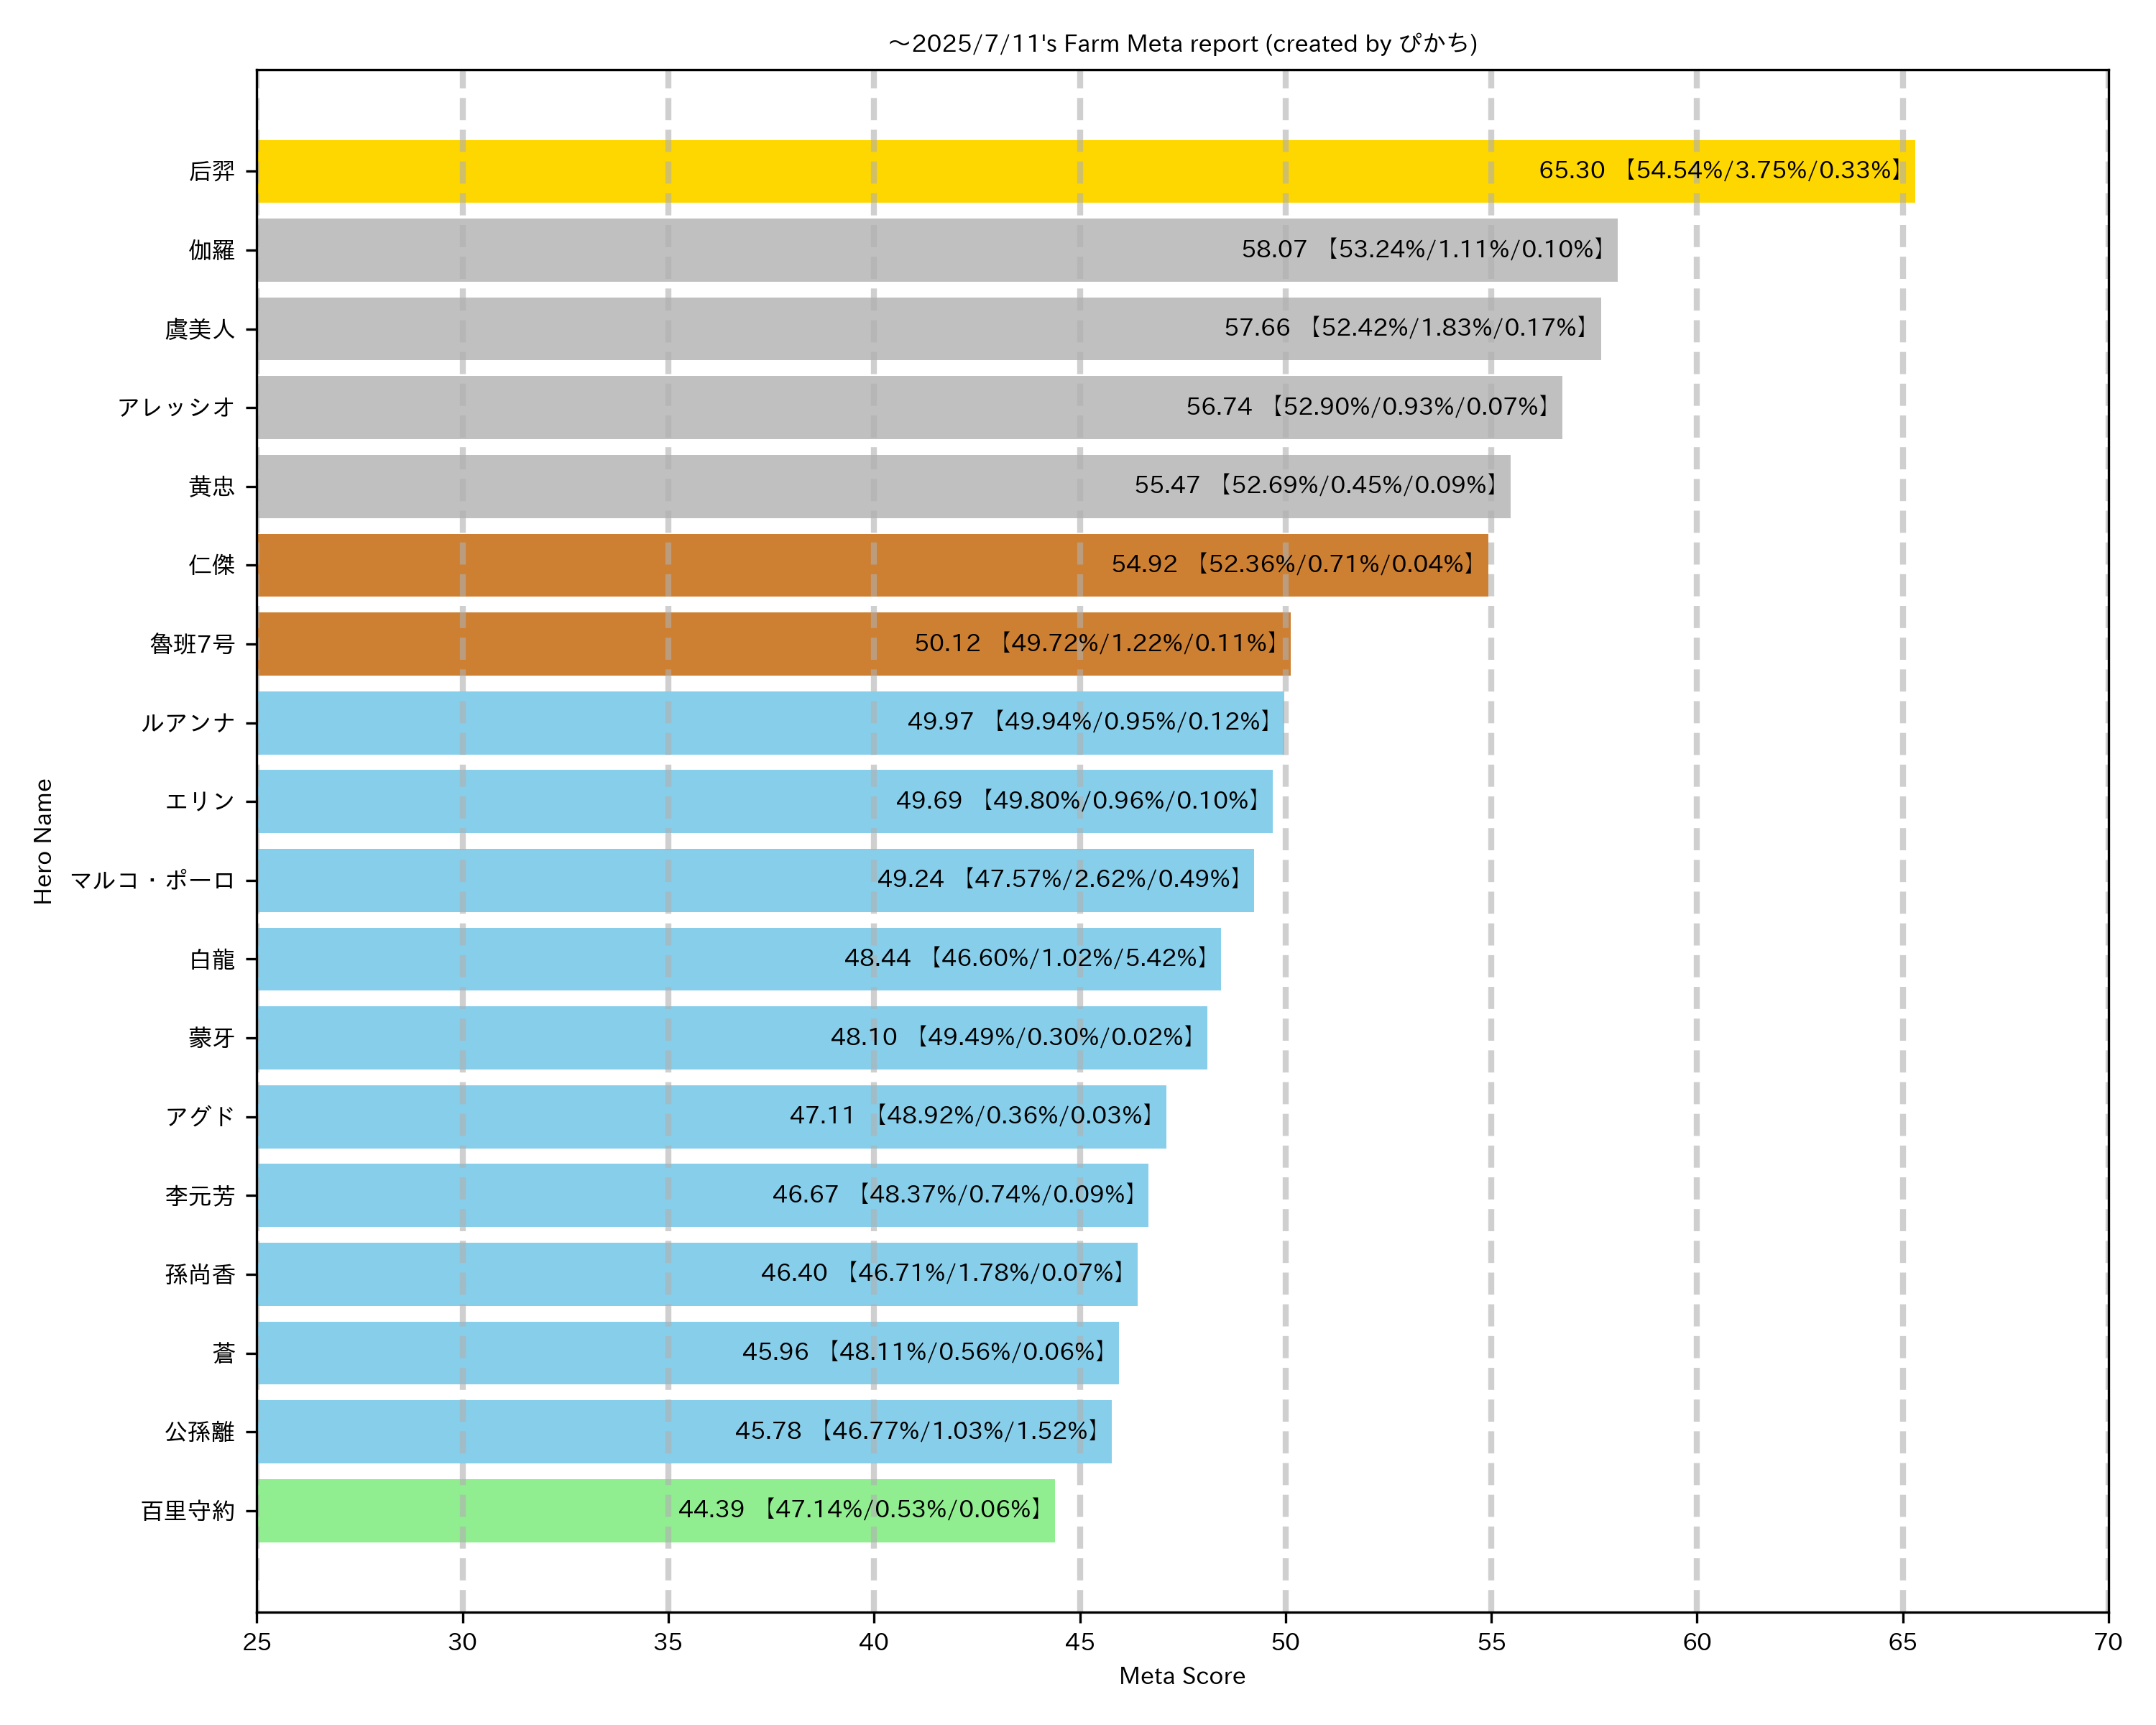 ～2025/7/11's Farm Meta report (created by ぴかち)
后羿 65.30 【54.54%/3.75%/0.33%】
伽羅 58.07 【53.24%/1.11%/0.10%】
虞美人 57.66 【52.42%/1.83%/0.17%】
アレッシオ 56.74 【52.90%/0.93%/0.07%】
黄忠 55.47 【52.69%/0.45%/0.09%】
仁傑 54.92 【52.36%/0.71%/0.04%】
魯班7号 50.12 【49.72%/1.22%/0.11%】
ルアンナ 49.97 【49.94%/0.95%/0.12%】
エリン 49.69 【49.80%/0.96%/0.10%】
マルコ・ポーロ 49.24 【47.57%/2.62%/0.49%】
白龍 48.44 【46.60%/1.02%/5.42%】
蒙牙 48.10 【49.49%/0.30%/0.02%】
アグド 47.11 【48.92%/0.36%/0.03%】
李元芳 46.67 【48.37%/0.74%/0.09%】
孫尚香 46.40 【46.71%/1.78%/0.07%】
蒼 45.96 【48.11%/0.56%/0.06%】
公孫離 45.78 【46.77%/1.03%/1.52%】
百里守約 44.39 【47.14%/0.53%/0.06%】
Hero Name
25 30 35 40 45 50 55 60 65 70
Meta Score